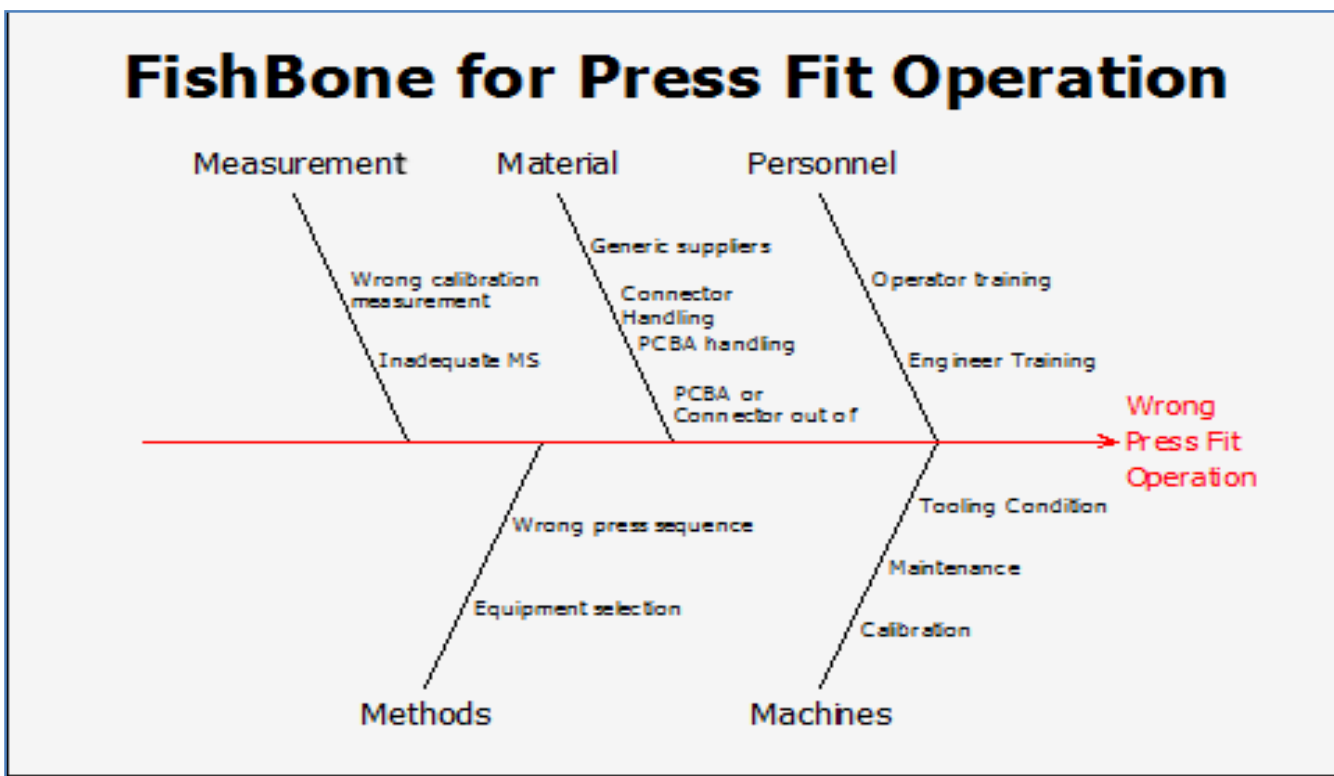 FishBone for Press Fit Operation
Measurement
Material
Personnel
Generic suppliers
Wrong calibration
measurement
Connector
Handling
Operator training
PCBA handling
Inadequate MS
Engineer Training
PCBA or
Connector out of
Wrong
Press Fit
Operation
Tooling Condition
Wrong press sequence
Maintenance
Equipment selection
Calibration
Methods
Machines